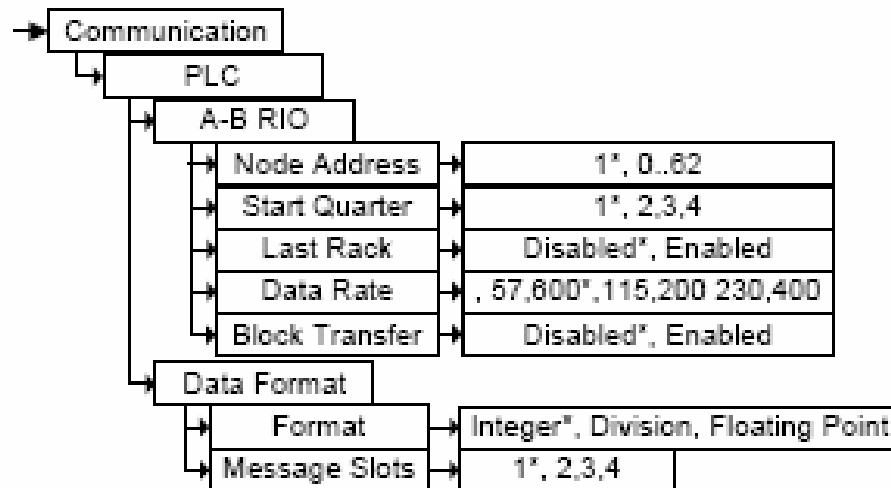 Communication
PLC
A-B RIO
Node Address 1*, 0..62
Start Quarter 1*, 2,3,4
Last Rack Disabled*, Enabled
Data Rate , 57,600*,115,200 230,400
Block Transfer Disabled*, Enabled
Data Format
Format Integer*, Division, Floating Point
Message Slots 1*, 2,3,4